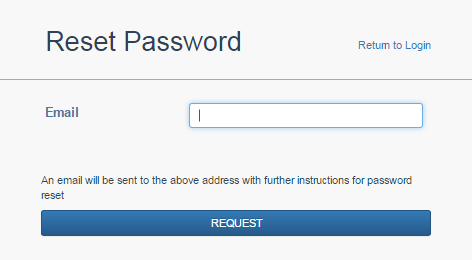 Reset Password
Return to Login
Email
An email will be sent to the above address with further instructions for password
reset
REQUEST